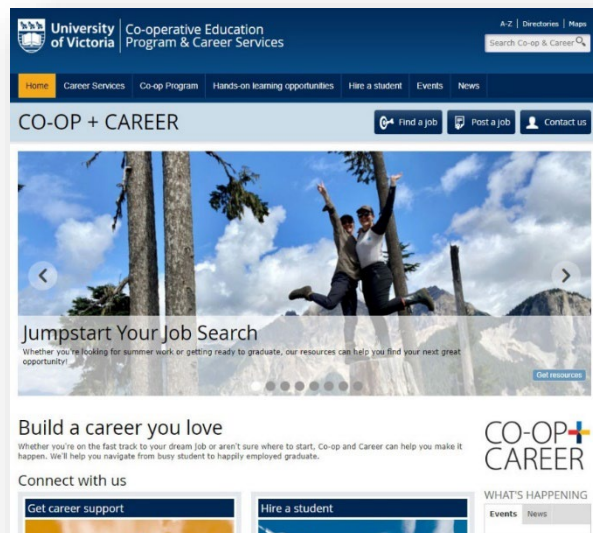 University of Victoria
Co-operative Education Program & Career Services
A-Z | Directories | Maps
Search Co-op & Career
Home Career Services Co-op Program Hands-on learning opportunities Hire a student Events News
CO-OP + CAREER
Find a job Post a job Contact us
Jumpstart Your Job Search
Whether you're looking for summer work or getting ready to graduate, our resources can help you find your next great
opportunity!
Get resources
Build a career you love
Whether you're on the fast track to your dream job or aren't sure where to start, Co-op and Career can help you make it
happen. We'll help you navigate from busy student to happily employed graduate.
CO-OP+
CAREER
Connect with us
WHAT'S HAPPENING
Get career support Hire a student
Events News